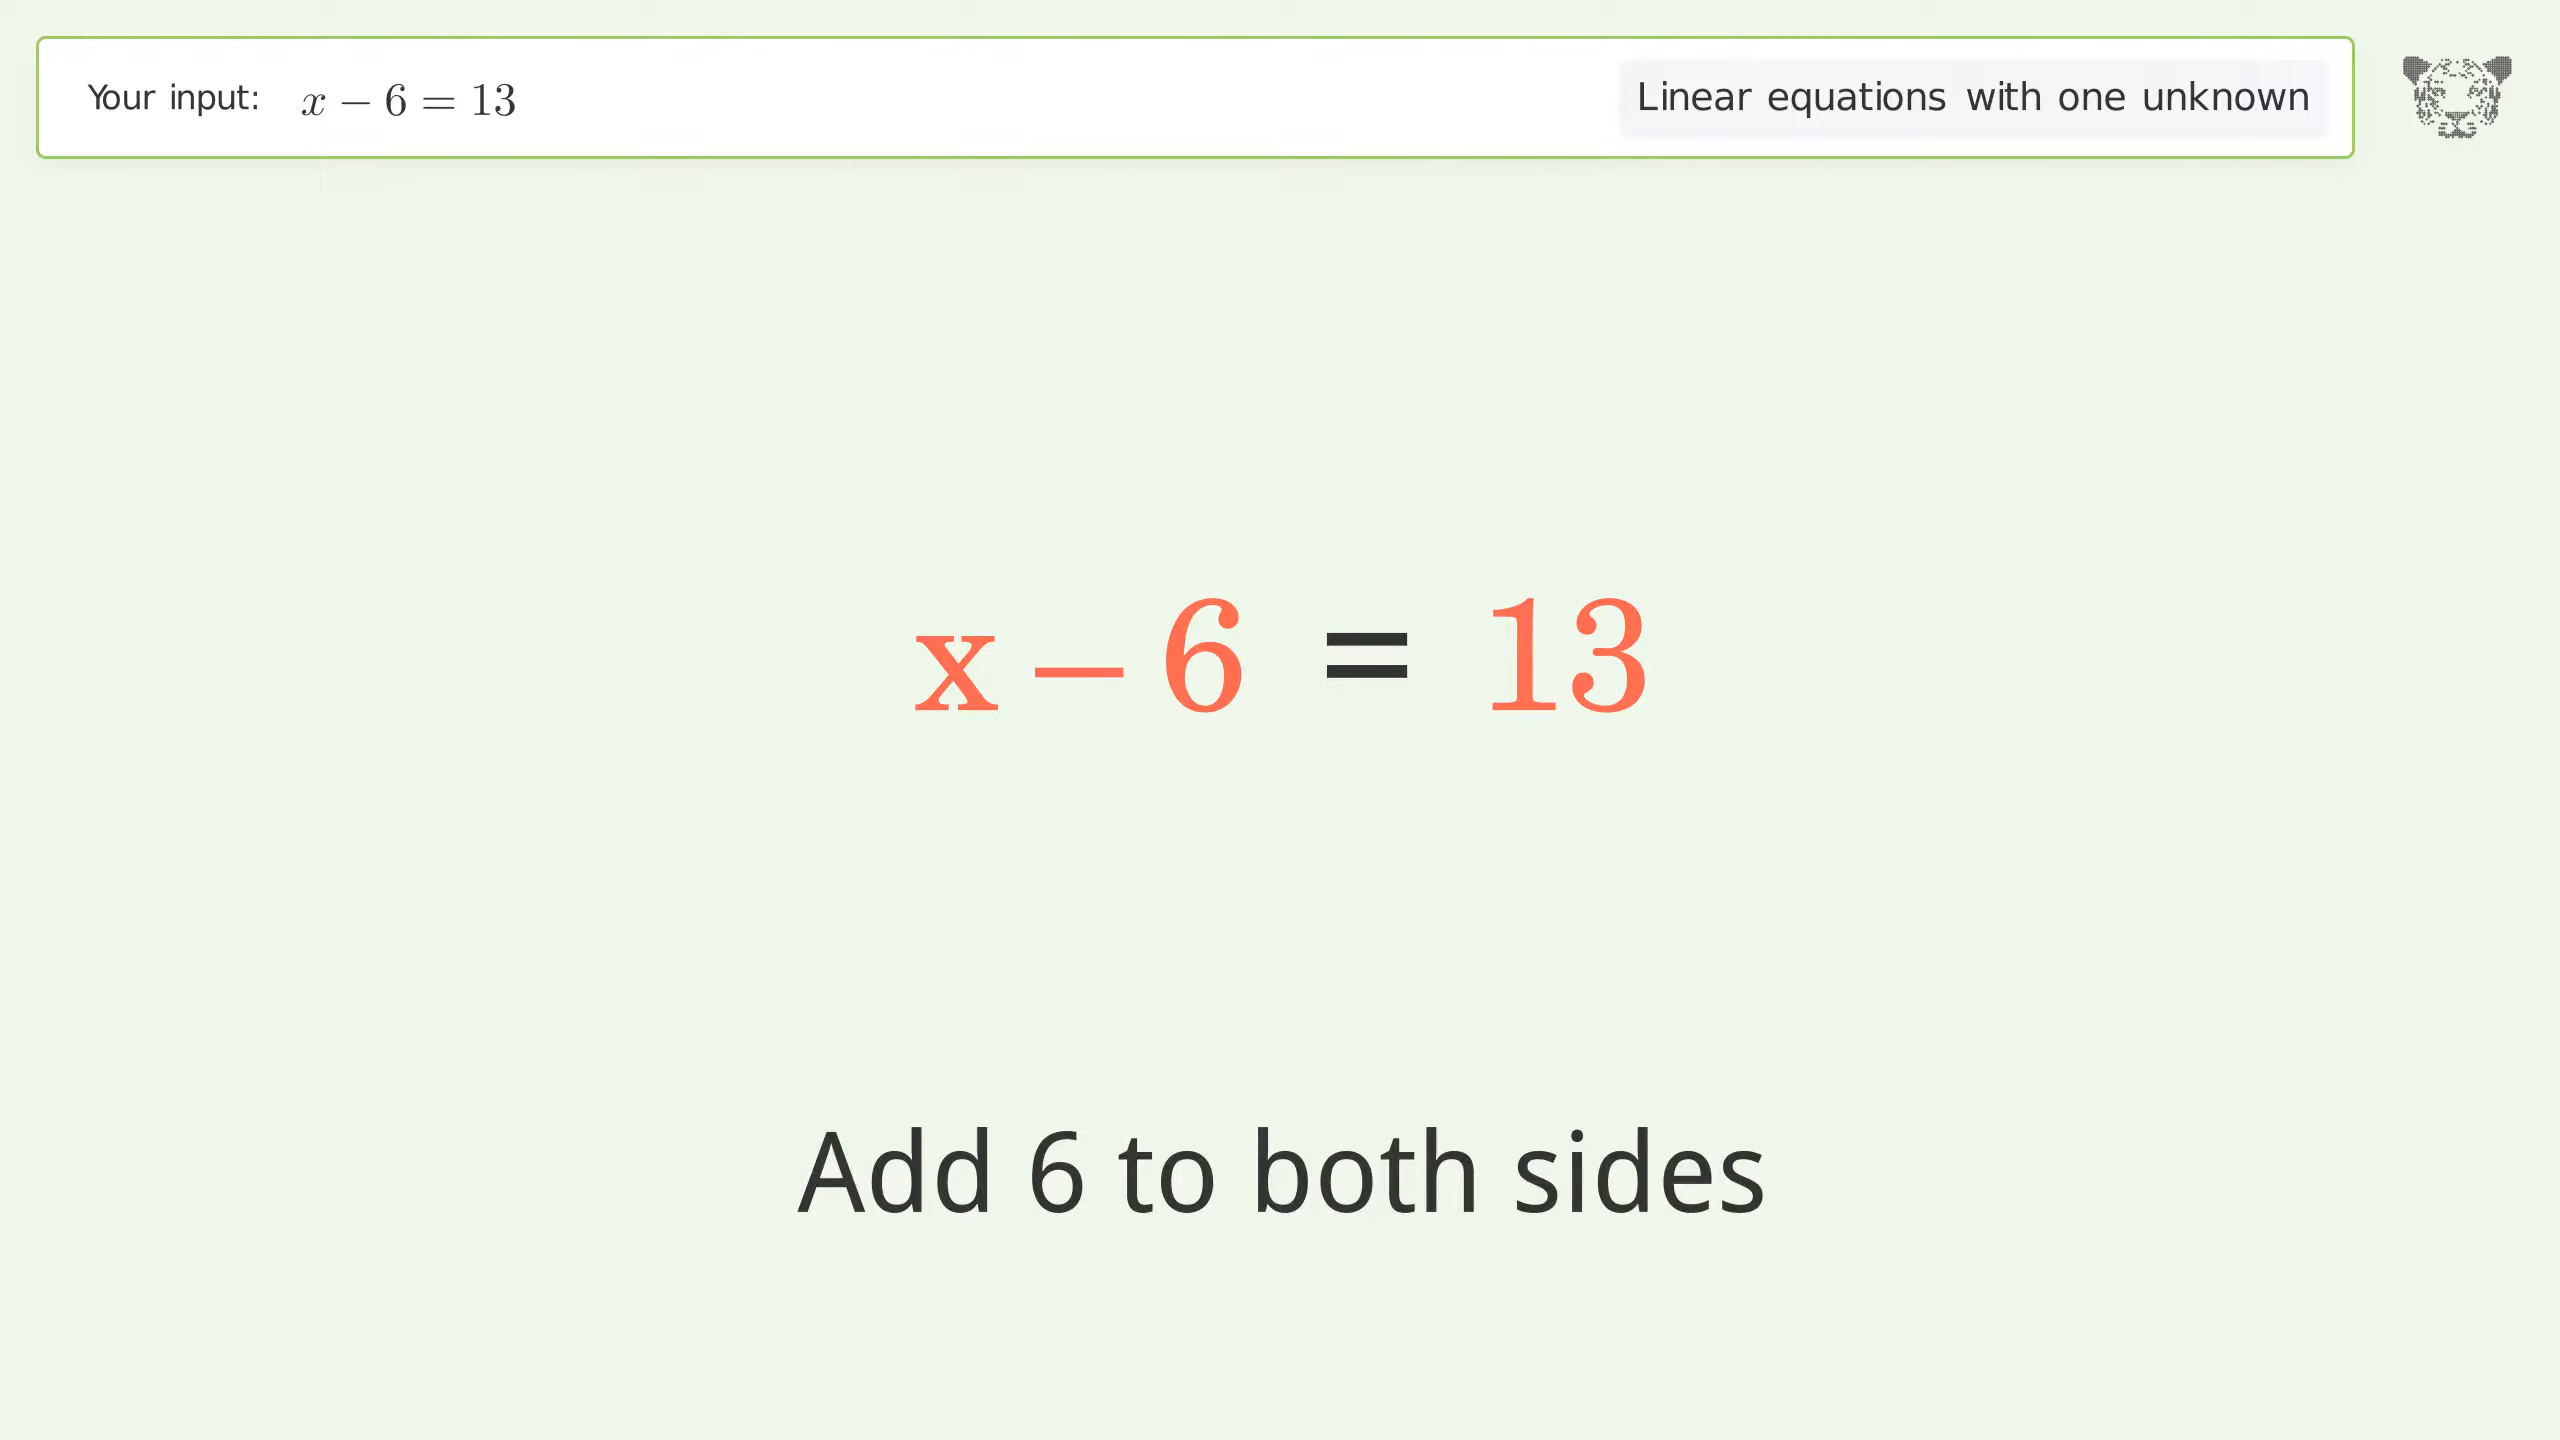 Your input: x − 6 = 13
Linear equations with one unknown
x − 6 = 13
Add 6 to both sides